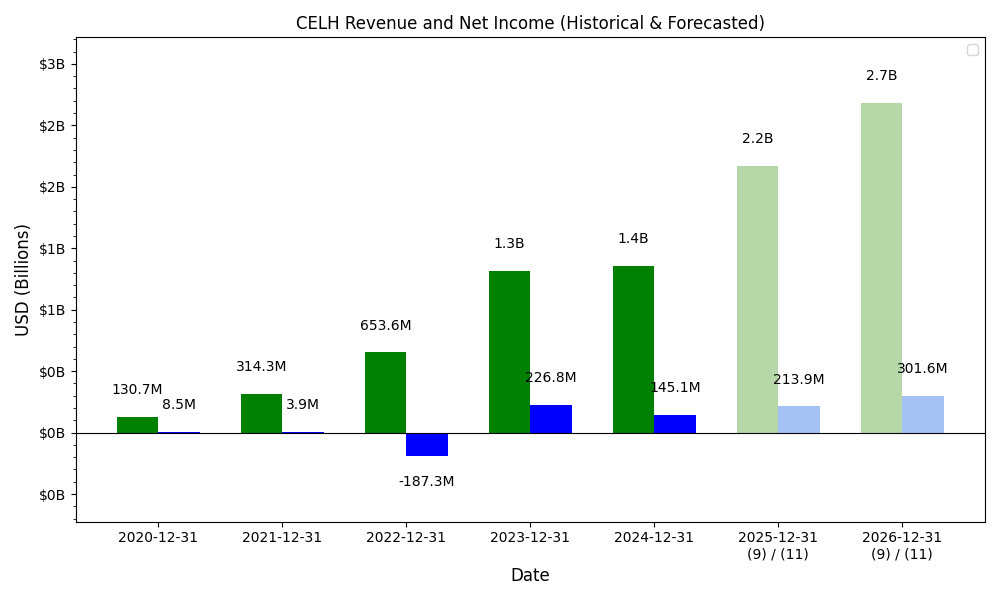 CELH Revenue and Net Income (Historical & Forecasted)
$3B
$2B
$2B
$1B
$1B
$0B
$0B
$0B
USD (Billions)
130.7M
8.5M
314.3M
3.9M
653.6M
-187.3M
1.3B
226.8M
1.4B
145.1M
2.2B
213.9M
2.7B
301.6M
2020-12-31
2021-12-31
2022-12-31
2023-12-31
2024-12-31
2025-12-31
(9) / (11)
2026-12-31
(9) / (11)
Date